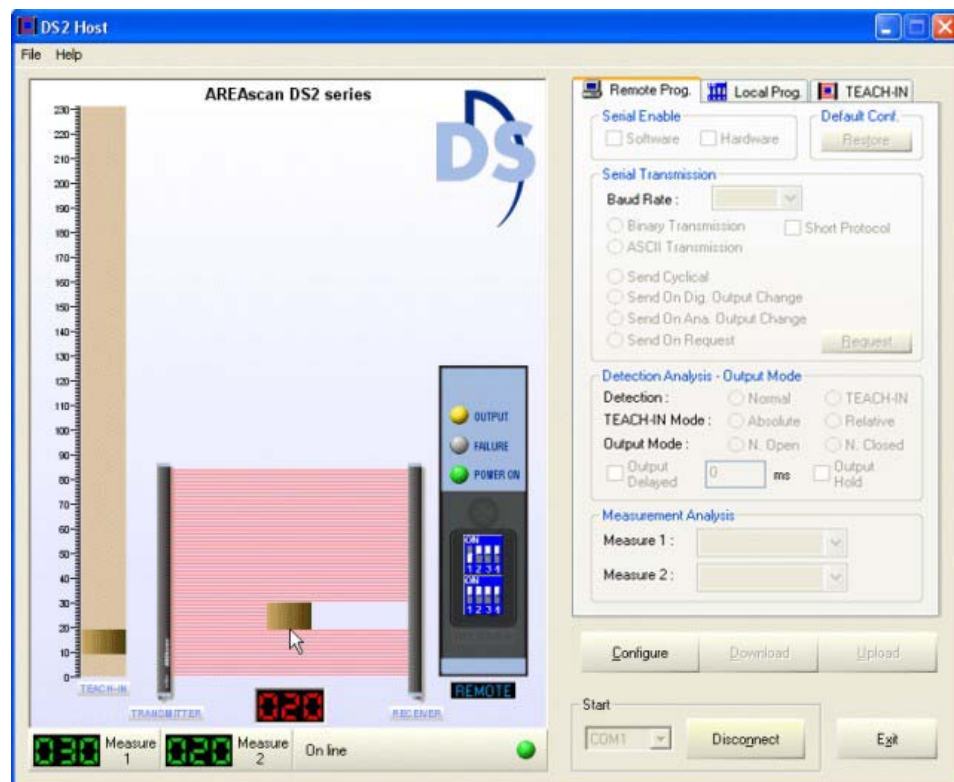 DS2 Host
File Help
AREAscan DS2 series
DS
230
220
210
200
190
180
170
160
150
140
130
120
110
100
90
80
70
60
50
40
30
20
10
0
TEACH-IN
TRANSMITTER
020
RECEIVER
OUTPUT
FAILURE
POWER ON
ON
1 2 3 4
ON
1 2 3 4
REMOTE
030 Measure 1
020 Measure 2
On line
Remote Prog. Local Prog. TEACH-IN
Serial Enable
Software Hardware
Default Conf.
Restore
Serial Transmission
Baud Rate :
Binary Transmission Short Protocol
ASCII Transmission
Send Cyclical
Send On Dig. Output Change
Send On Ana. Output Change
Send On Request Request
Detection Analysis - Output Mode
Detection : Normal TEACH-IN
TEACH-IN Mode : Absolute Relative
Output Mode : N. Open N. Closed
Output Delayed 0 ms Output Hold
Measurement Analysis
Measure 1 :
Measure 2 :
Configure Download Upload
Start
COM1 Disconnect Exit